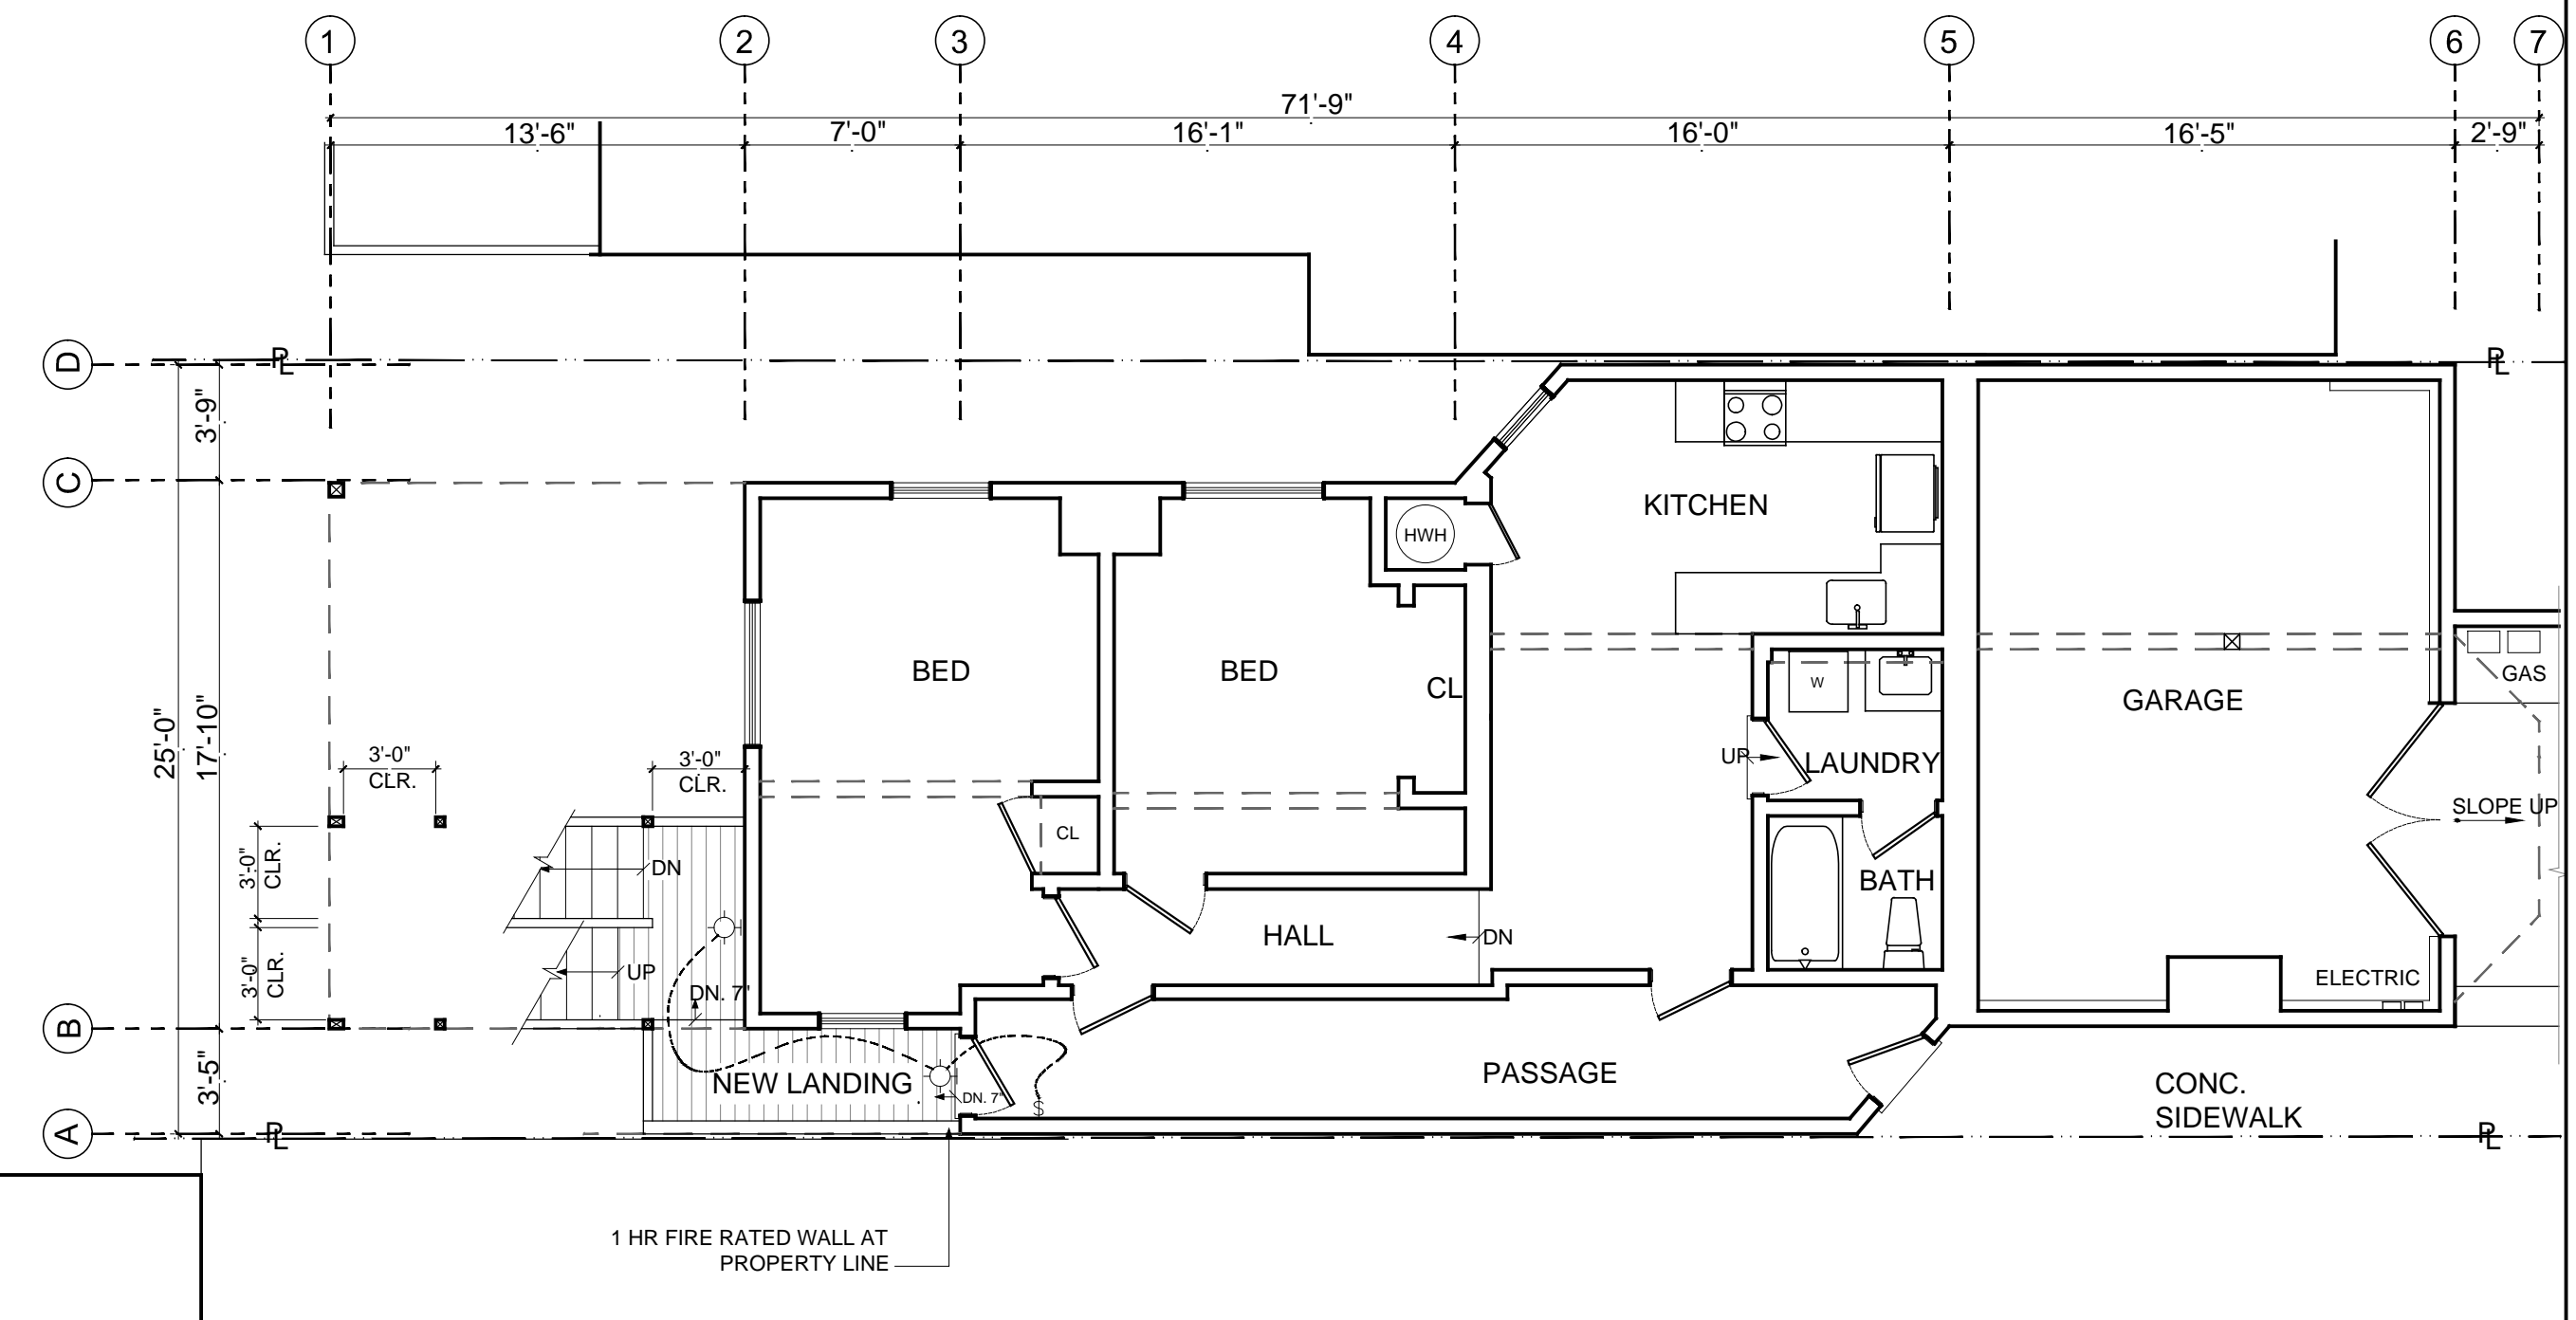 1 2 3 4 5 6 7
71'-9"
13'-6" 7'-0" 16'-1" 16'-0" 16'-5" 2'-9"
D
PL
PL
3'-9"
C
KITCHEN
HWH
BED
BED
CL
W
GAS
GARAGE
25'-0"
17'-10"
3'-0"
CLR.
3'-0"
CLR.
UP
LAUNDRY
SLOPE UP
CL
3'-0"
CLR.
DN
BATH
HALL
DN
3'-0"
CLR.
UP
ELECTRIC
DN. 7"
B
3'-5"
NEW LANDING
DN. 7"
S
PASSAGE
CONC.
SIDEWALK
A
PL
PL
1 HR FIRE RATED WALL AT
PROPERTY LINE